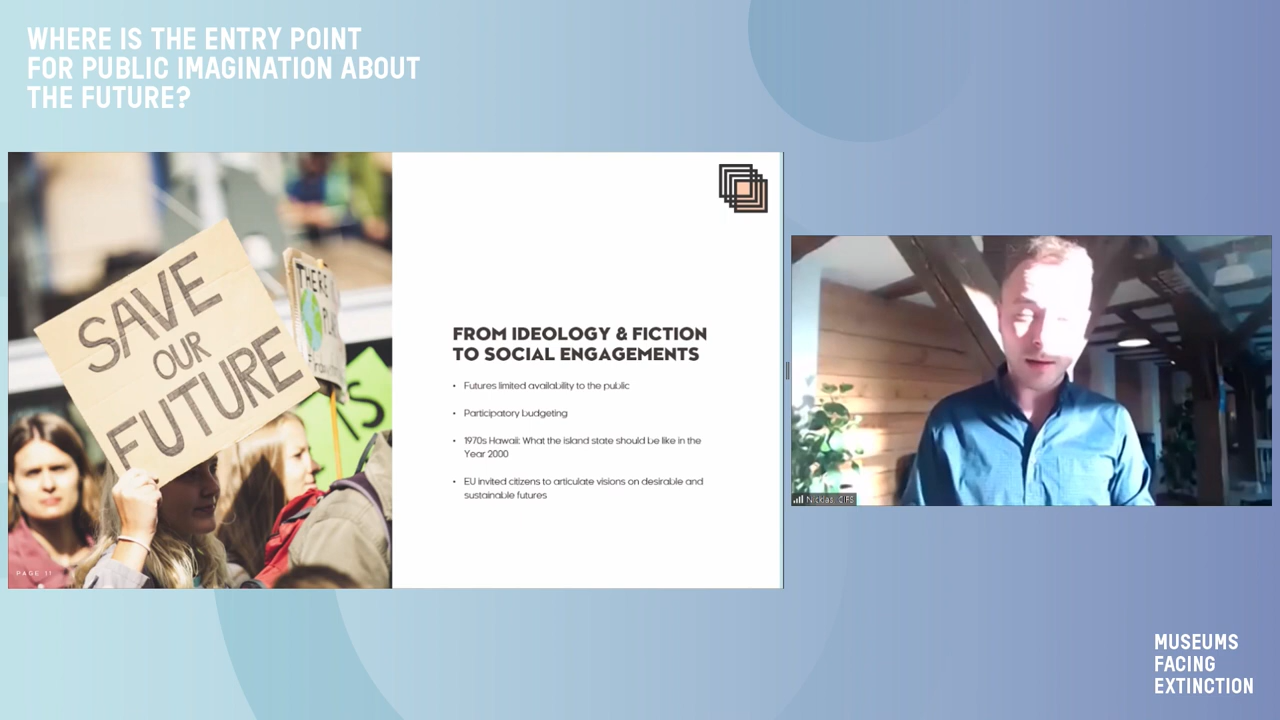 WHERE IS THE ENTRY POINT
FOR PUBLIC IMAGINATION ABOUT
THE FUTURE?
SAVE
OUR
FUTURE
THERE
IS
PAGE 11
FROM IDEOLOGY & FICTION
TO SOCIAL ENGAGEMENTS
• Futures limited availability to the public
• Participatory budgeting
• 1970s Hawaii: What the island state should be like in the
Year 2000
• EU invited citizens to articulate visions on desirable and
sustainable futures
Nicklas, CIFS
MUSEUMS
FACING
EXTINCTION